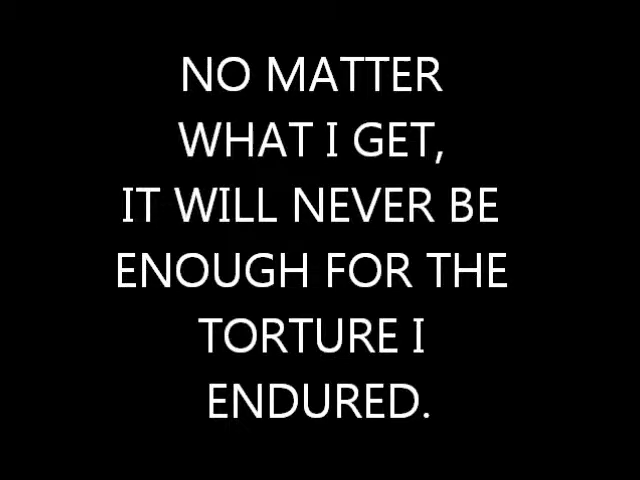 NO MATTER
WHAT I GET,
IT WILL NEVER BE
ENOUGH FOR THE
TORTURE I
ENDURED.